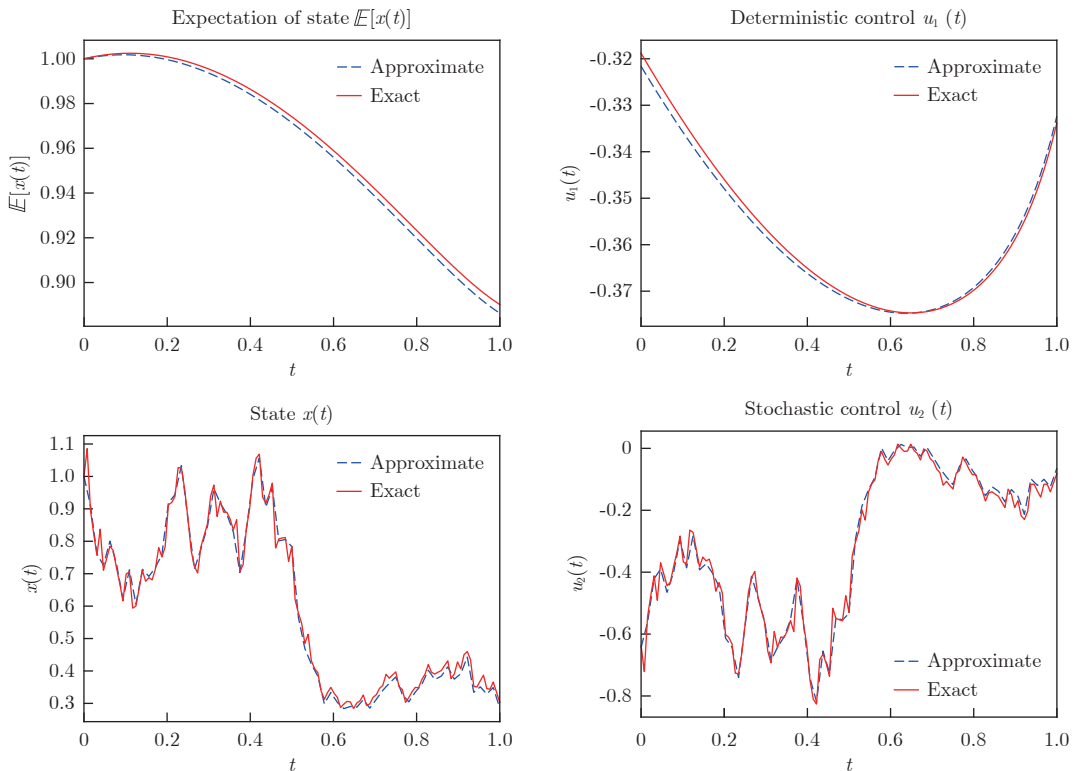 Expectation of state 𝔼[x(t)]
1.00
0.98
0.96
0.94
0.92
0.90
𝔼[x(t)]
Approximate
Exact
0 0.2 0.4 0.6 0.8 1.0
t
Deterministic control u₁ (t)
-0.32
-0.33
-0.34
-0.35
-0.36
-0.37
u₁(t)
Approximate
Exact
0 0.2 0.4 0.6 0.8 1.0
t
State x(t)
1.1
1.0
0.9
0.8
0.7
0.6
0.5
0.4
0.3
x(t)
Approximate
Exact
0 0.2 0.4 0.6 0.8 1.0
t
Stochastic control u₂ (t)
0
-0.2
-0.4
-0.6
-0.8
u₂(t)
Approximate
Exact
0 0.2 0.4 0.6 0.8 1.0
t